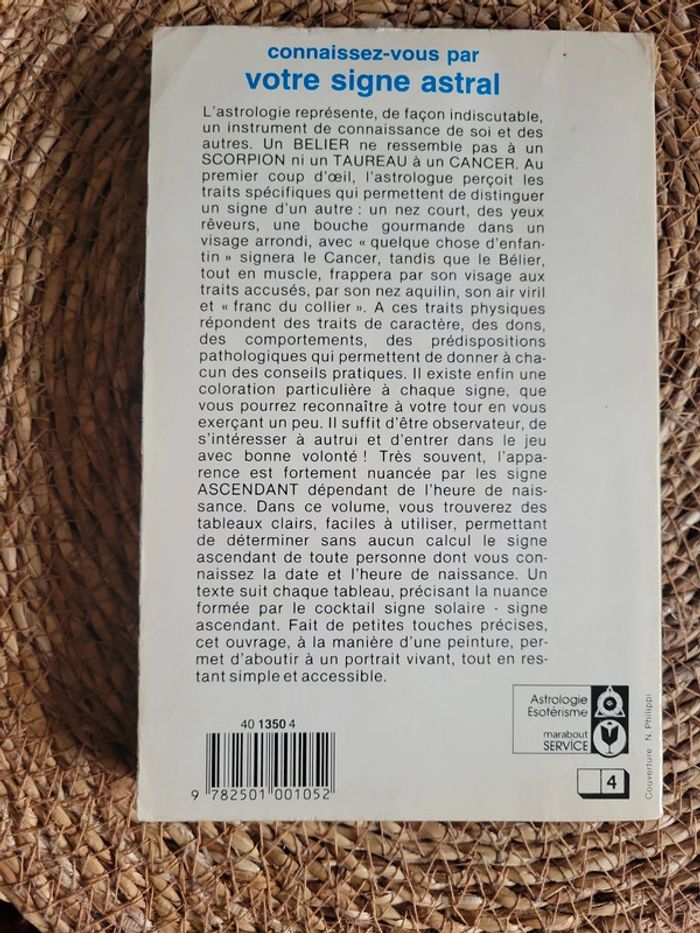 connaissez-vous par
votre signe astral
L'astrologie représente, de façon indiscutable,
un instrument de connaissance de soi et des
autres. Un BELIER ne ressemble pas à un
SCORPION ni un TAUREAU à un CANCER. Au
premier coup d'œil, l'astrologue perçoit les
traits spécifiques qui permettent de distinguer
un signe d'un autre : un nez court, des yeux
rêveurs, une bouche gourmande dans un
visage arrondi, avec « quelque chose d'enfan-
tin » signera le Cancer, tandis que le Bélier,
tout en muscle, frappera par son visage aux
traits accusés, par son nez aquilin, son air viril
et « franc du collier ». A ces traits physiques
répondent des traits de caractère, des dons,
des comportements, des prédispositions
pathologiques qui permettent de donner à cha-
cun des conseils pratiques. Il existe enfin une
coloration particulière à chaque signe, que
vous pourrez reconnaître à votre tour en vous
exerçant un peu. Il suffit d'être observateur, de
s'intéresser à autrui et d'entrer dans le jeu
avec bonne volonté ! Très souvent, l'appa-
rence est fortement nuancée par les signe
ASCENDANT dépendant de l'heure de nais-
sance. Dans ce volume, vous trouverez des
tableaux clairs, faciles à utiliser, permettant
de déterminer sans aucun calcul le signe
ascendant de toute personne dont vous con-
naissez la date et l'heure de naissance. Un
texte suit chaque tableau, précisant la nuance
formée par le cocktail signe solaire - signe
ascendant. Fait de petites touches précises,
cet ouvrage, à la manière d'une peinture, per-
met d'aboutir à un portrait vivant, tout en res-
tant simple et accessible.
Astrologie
Esotérisme
marabout
SERVICE
4
Couverture : N. Philippi
40 1350 4
9 782501 001052